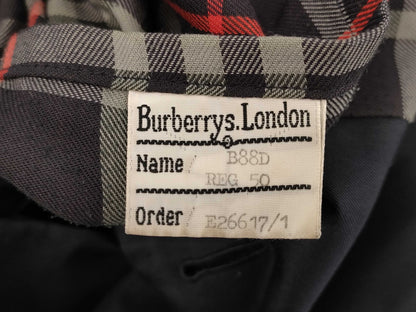 Burberrys.London
Name B88D
REG 50
Order E26617/1